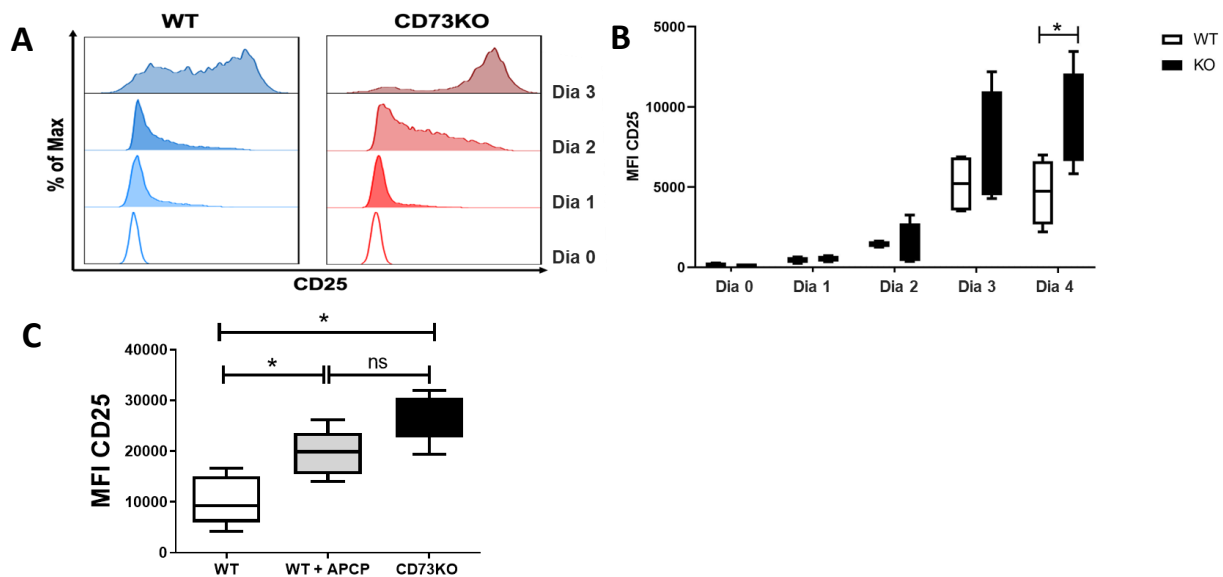 A
WT
CD73KO
% of Max
Dia 3
Dia 2
Dia 1
Dia 0
CD25
B
5000
10000
5000
0
MFI CD25
*
WT
KO
Dia 0
Dia 1
Dia 2
Dia 3
Dia 4
C
*
*
ns
40000
30000
20000
10000
0
MFI CD25
WT
WT + APCP
CD73KO